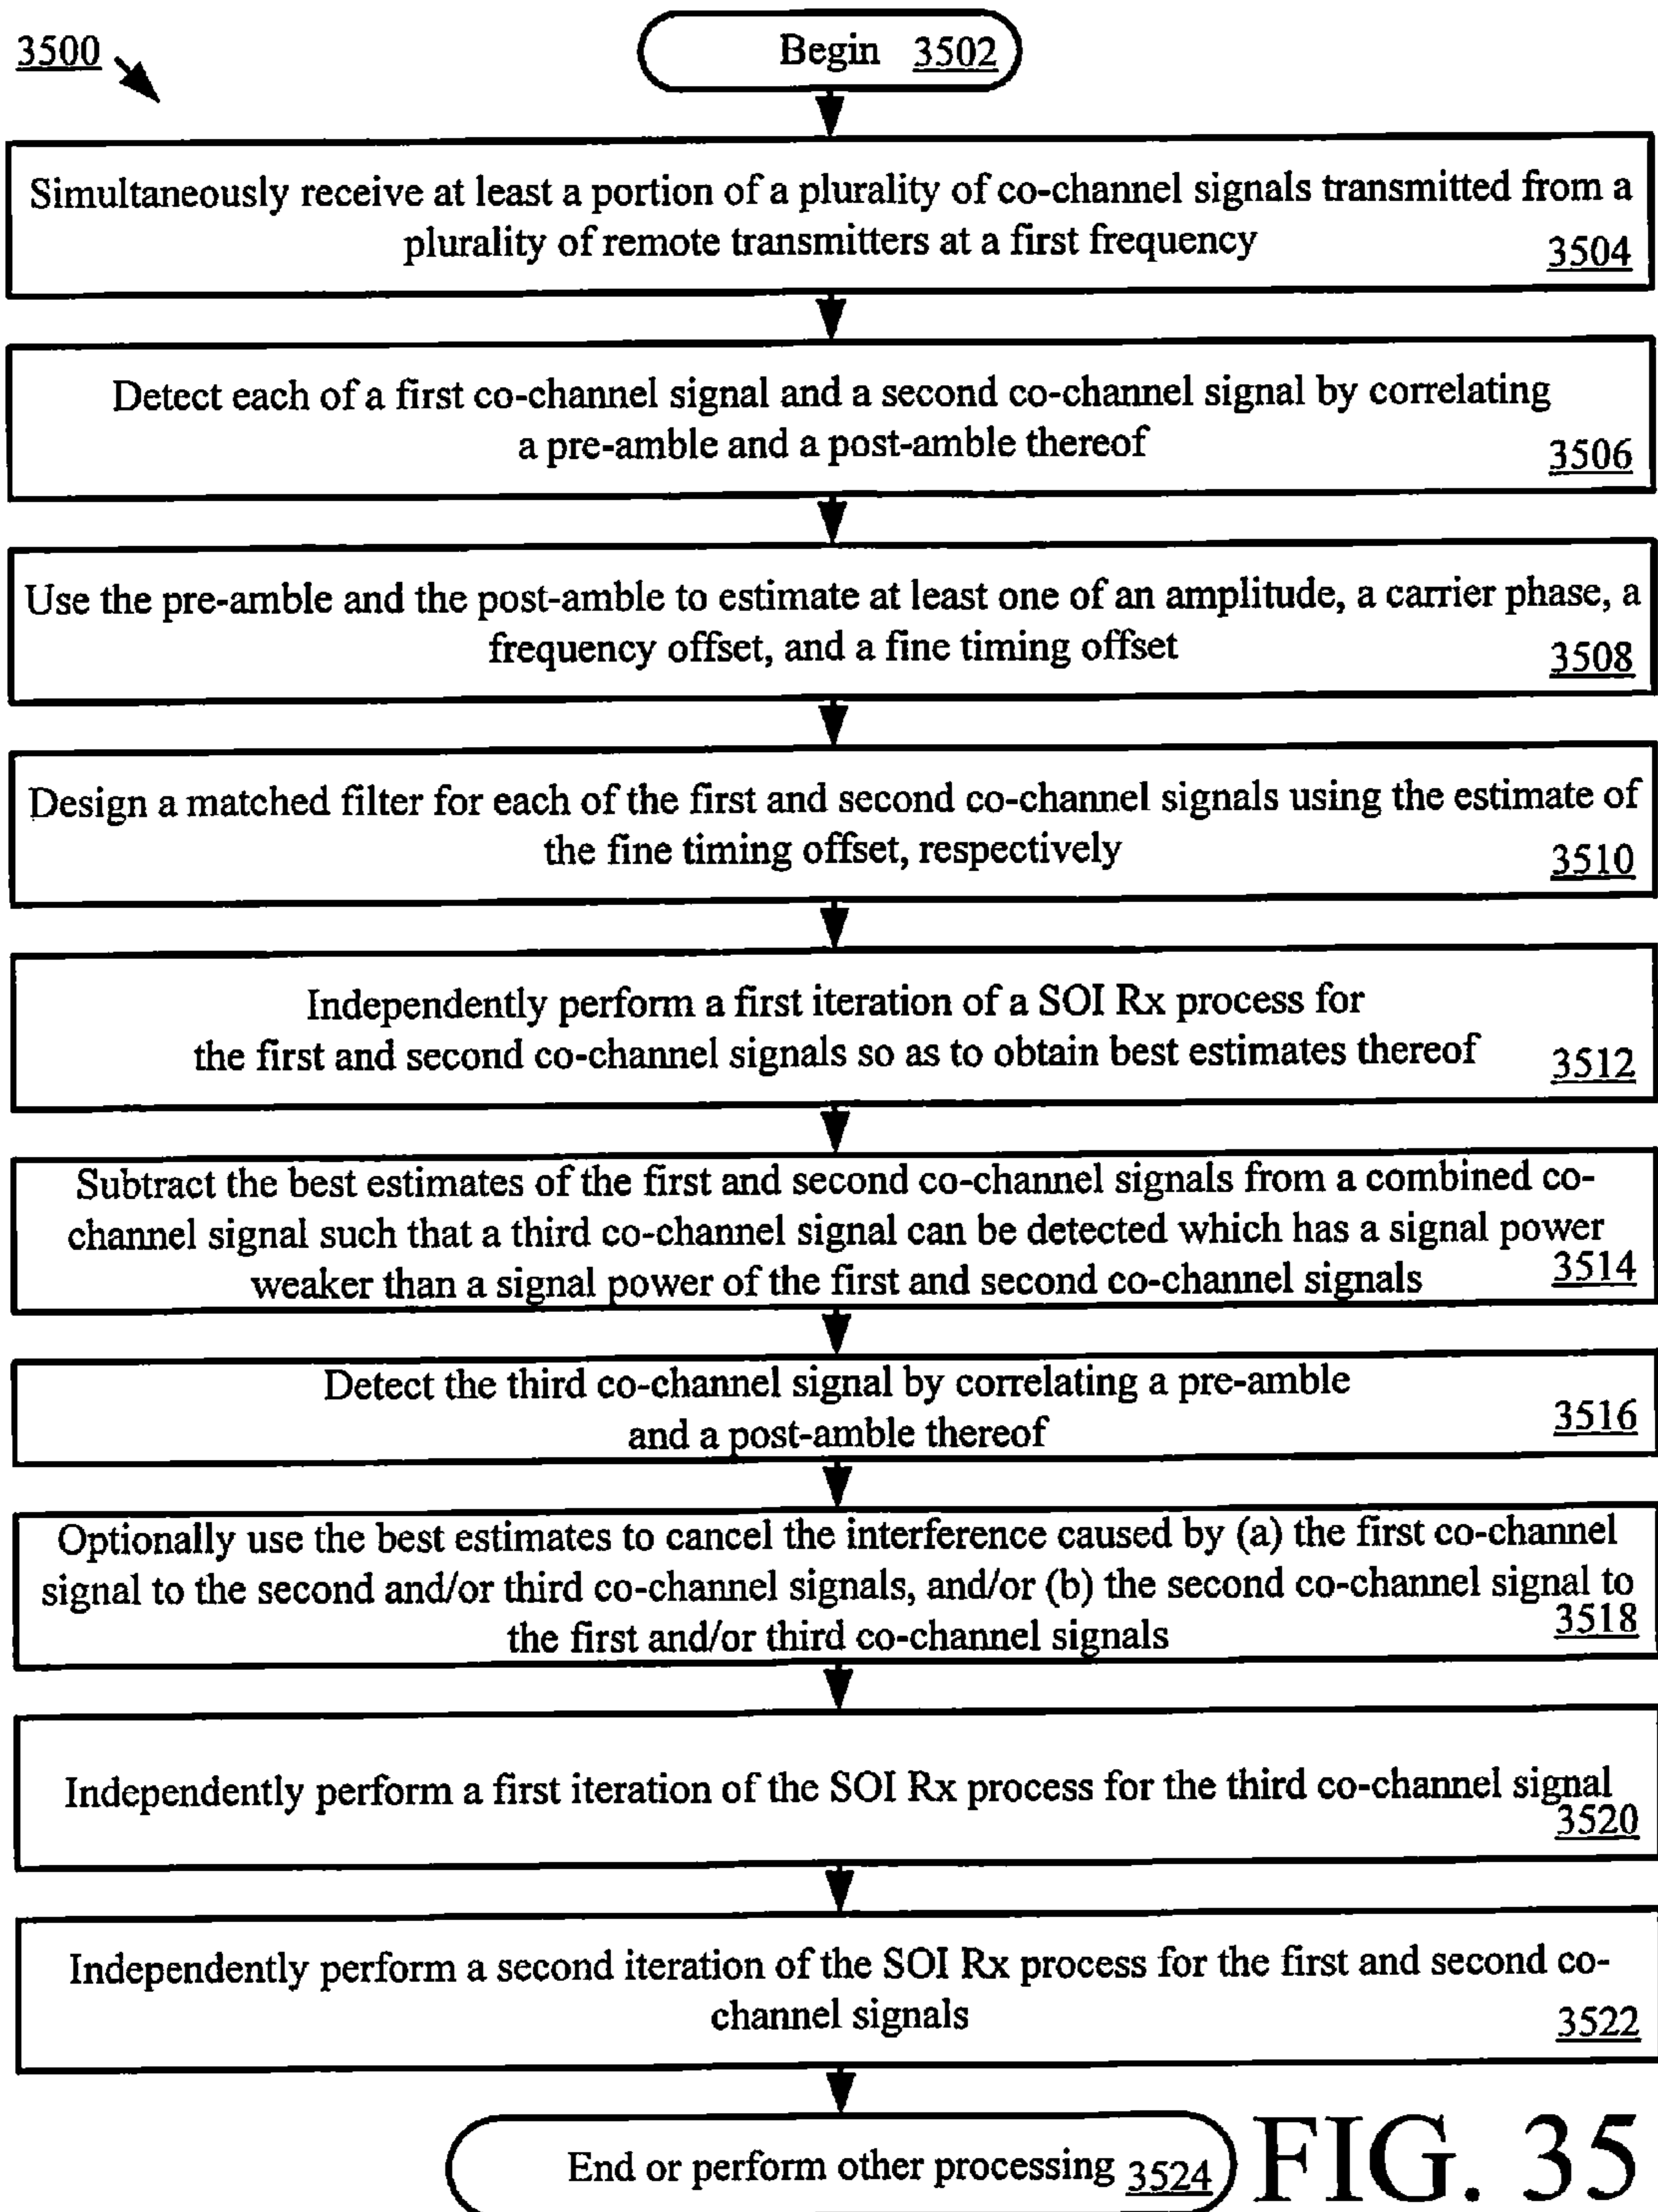 3500
Begin 3502
Simultaneously receive at least a portion of a plurality of co-channel signals transmitted from a
plurality of remote transmitters at a first frequency
3504
Detect each of a first co-channel signal and a second co-channel signal by correlating
a pre-amble and a post-amble thereof
3506
Use the pre-amble and the post-amble to estimate at least one of an amplitude, a carrier phase, a
frequency offset, and a fine timing offset
3508
Design a matched filter for each of the first and second co-channel signals using the estimate of
the fine timing offset, respectively
3510
Independently perform a first iteration of a SOI Rx process for
the first and second co-channel signals so as to obtain best estimates thereof
3512
Subtract the best estimates of the first and second co-channel signals from a combined co-
channel signal such that a third co-channel signal can be detected which has a signal power
weaker than a signal power of the first and second co-channel signals
3514
Detect the third co-channel signal by correlating a pre-amble
and a post-amble thereof
3516
Optionally use the best estimates to cancel the interference caused by (a) the first co-channel
signal to the second and/or third co-channel signals, and/or (b) the second co-channel signal to
the first and/or third co-channel signals
3518
Independently perform a first iteration of the SOI Rx process for the third co-channel signal
3520
Independently perform a second iteration of the SOI Rx process for the first and second co-
channel signals
3522
End or perform other processing 3524
FIG. 35